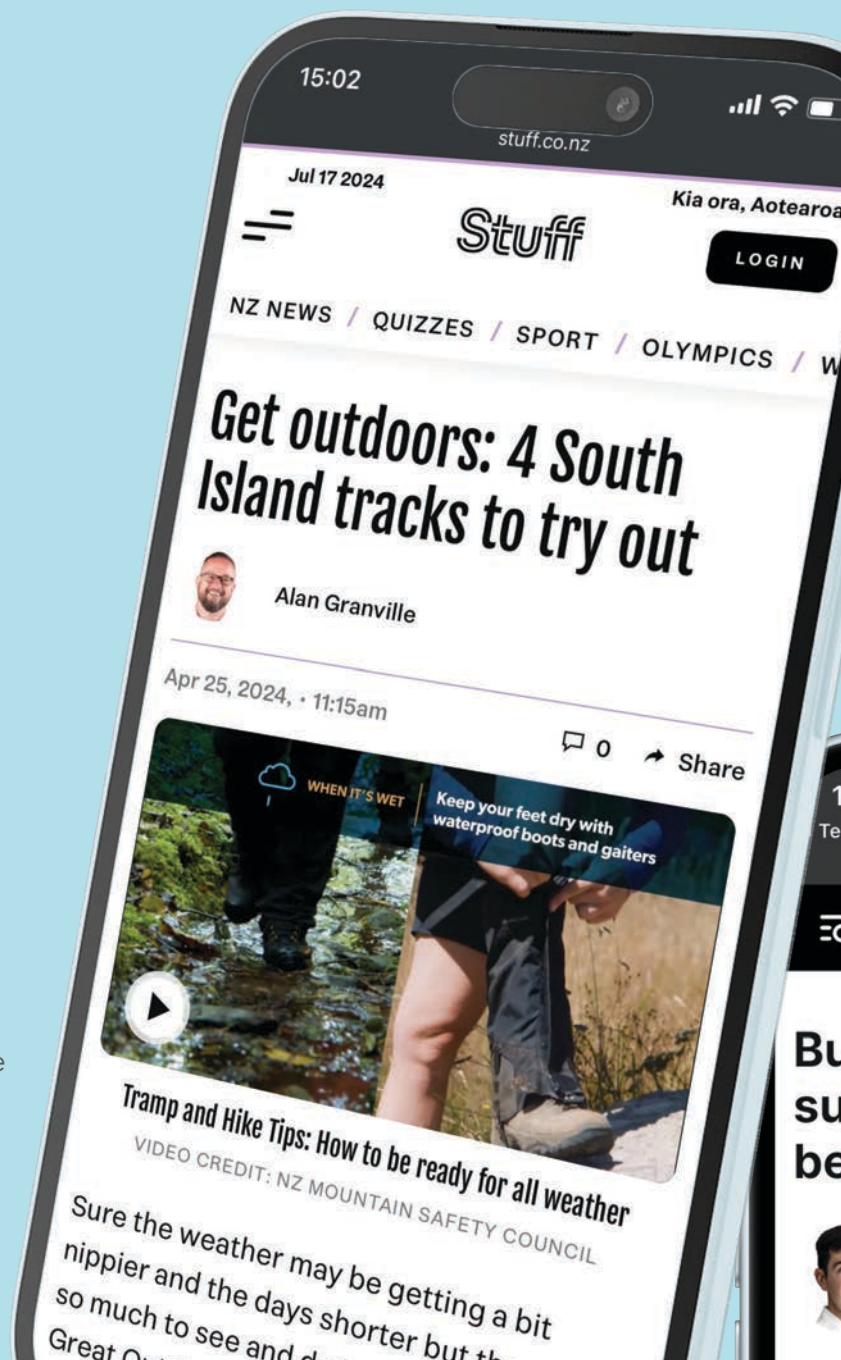 15:02
stuff.co.nz
Jul 17 2024
Kia ora, Aotearoa
Stuff
LOGIN
NZ NEWS / QUIZZES / SPORT / OLYMPICS / W
Get outdoors: 4 South
Island tracks to try out
Alan Granville
Apr 25, 2024, • 11:15am
0
Share
WHEN IT'S WET
Keep your feet dry with
waterproof boots and gaiters
Tramp and Hike Tips: How to be ready for all weather
VIDEO CREDIT: NZ MOUNTAIN SAFETY COUNCIL
Sure the weather may be getting a bit
nippier and the days shorter but
so much to see and
Great
e
1
Te
Bu
su
be